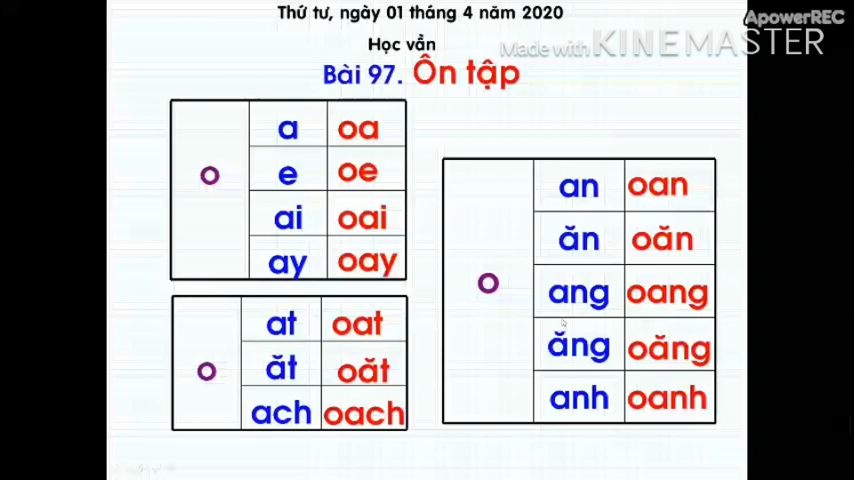 Thứ tư, ngày 01 tháng 4 năm 2020
ApowerREC
Học vần
Made with KINEMASTER
Bài 97. Ôn tập
o
a oa
e oe
ai oai
ay oay
o
at oat
ăt oăt
ach oach
o
an oan
ăn oăn
ang oang
ăng oăng
anh oanh